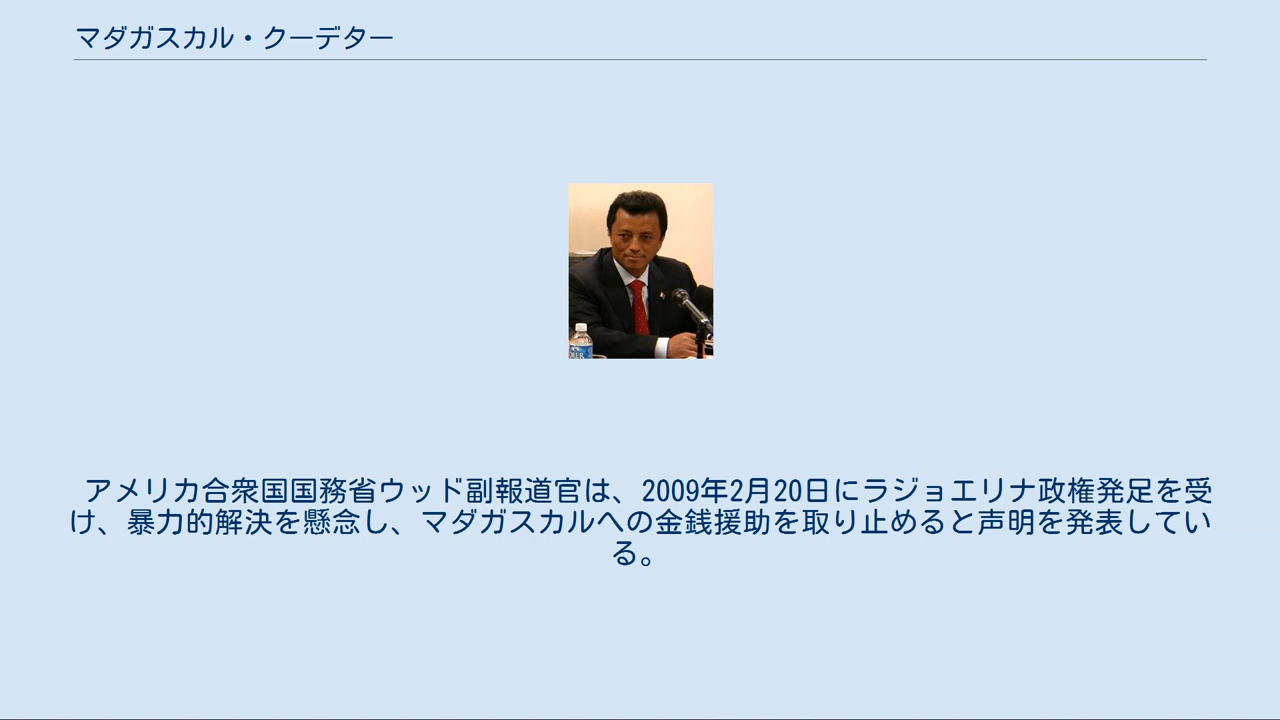 マダガスカル・クーデター
アメリカ合衆国国務省ウッド副報道官は、2009年2月20日にラジョエリナ政権発足を受
け、暴力的解決を懸念し、マダガスカルへの金銭援助を取り止めると声明を発表してい
る。